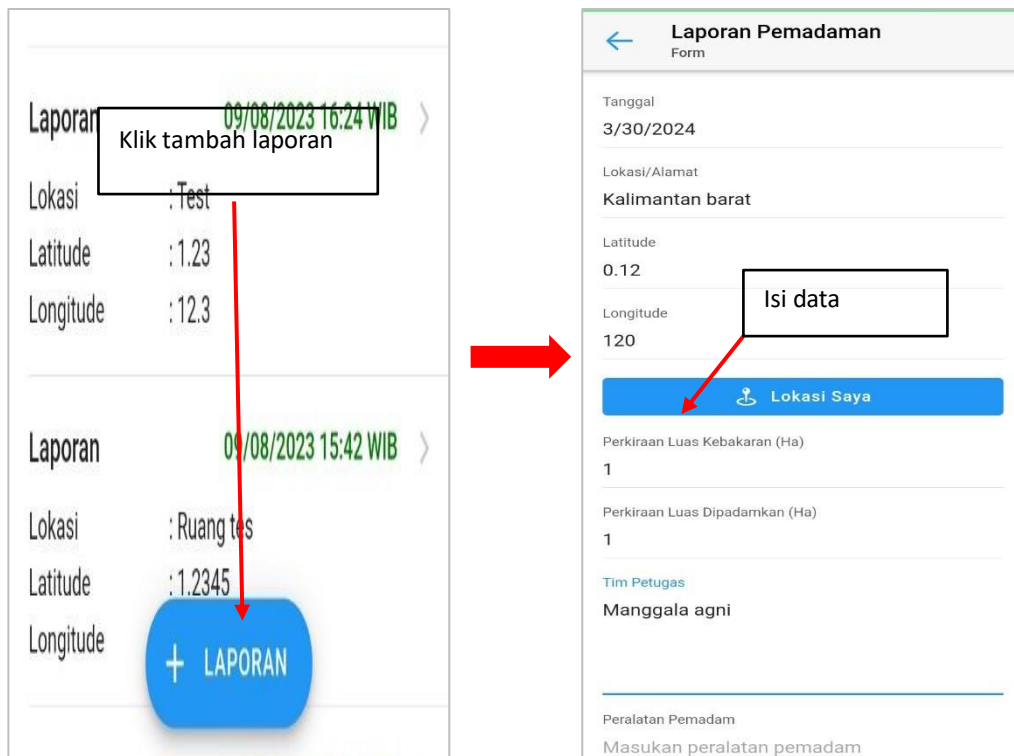 Laporan 09/08/2023 16:24 WIB
Klik tambah laporan
Lokasi : Test
Latitude : 1.23
Longitude : 12.3
Laporan 09/08/2023 15:42 WIB
Lokasi : Ruang tes
Latitude : 1.2345
Longitude
+ LAPORAN
Laporan Pemadaman
Form
Tanggal
3/30/2024
Lokasi/Alamat
Kalimantan barat
Latitude
0.12
Isi data
Longitude
120
Lokasi Saya
Perkiraan Luas Kebakaran (Ha)
1
Perkiraan Luas Dipadamkan (Ha)
1
Tim Petugas
Manggala agni
Peralatan Pemadam
Masukan peralatan pemadam